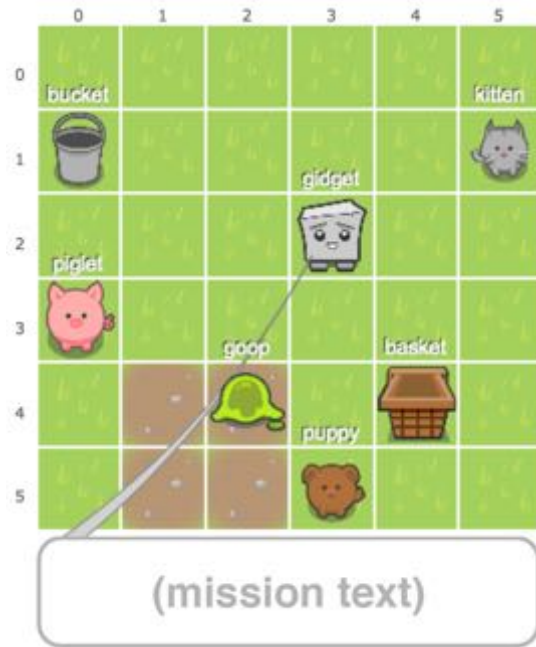 0 1 2 3 4 5
0
bucket kitten
1
gidget
2
piglet
3
goop basket
4
puppy
5
(mission text)